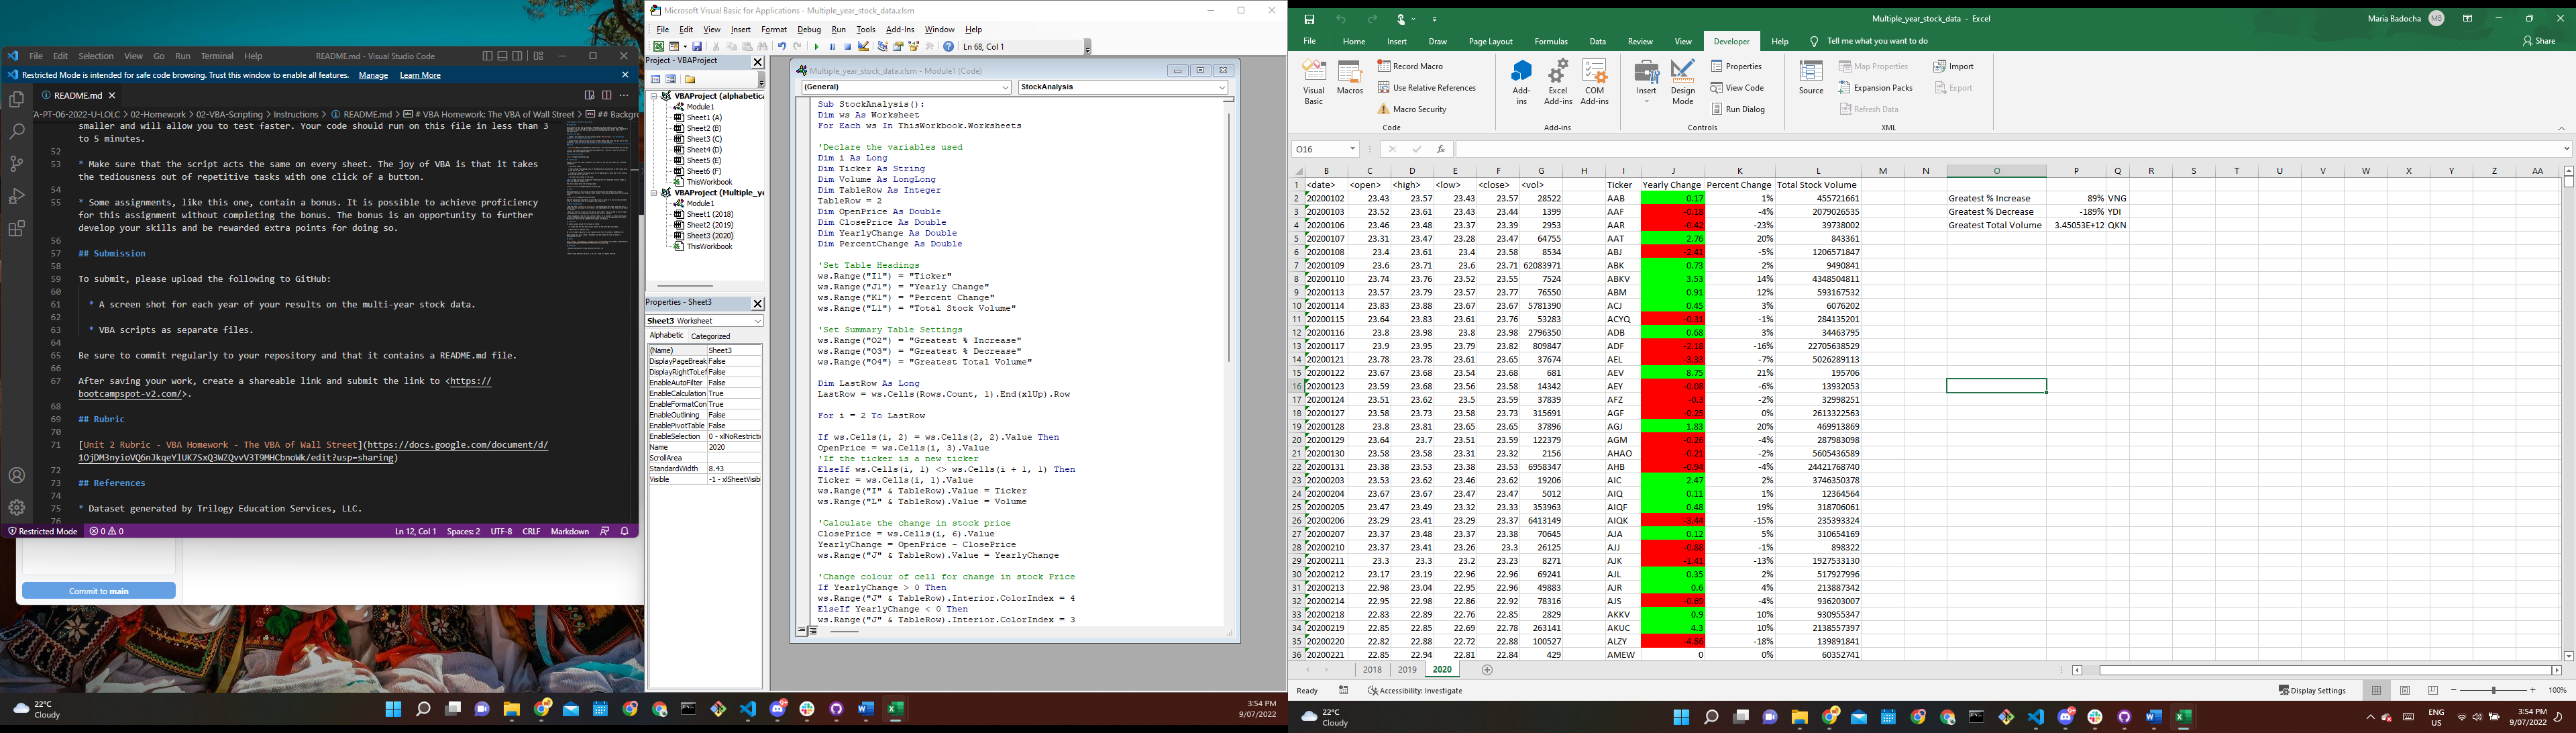 File Edit Selection View Go Run Terminal Help README.md - Visual Studio Code
Restricted Mode is intended for safe code browsing. Trust this window to enable all features. Manage Learn More
README.md
TA-PT-06-2022-U-LOLC > 02-Homework > 02-VBA-Scripting > Instructions > README.md > # VBA Homework: The VBA of Wall Street > ## Backgro
smaller and will allow you to test faster. Your code should run on this file in less than 3
to 5 minutes.
52
53 * Make sure that the script acts the same on every sheet. The joy of VBA is that it takes
the tediousness out of repetitive tasks with one click of a button.
54
55 * Some assignments, like this one, contain a bonus. It is possible to achieve proficiency
for this assignment without completing the bonus. The bonus is an opportunity to further
develop your skills and be rewarded extra points for doing so.
56
57 ## Submission
58
59 To submit, please upload the following to GitHub:
60
61 * A screen shot for each year of your results on the multi-year stock data.
62
63 * VBA scripts as separate files.
64
65 Be sure to commit regularly to your repository and that it contains a README.md file.
66
67 After saving your work, create a shareable link and submit the link to <https://
bootcampspot-v2.com/>.
68
69 ## Rubric
70
71 [Unit 2 Rubric - VBA Homework - The VBA of Wall Street](https://docs.google.com/document/d/
1OjDM3nyioVQ6nJkqeYlUK7SxQ3WZQvvV3T9MHCbnoWk/edit?usp=sharing)
72
73 ## References
74
75 * Dataset generated by Trilogy Education Services, LLC.
76
Restricted Mode 0 0 Ln 12, Col 1 Spaces: 2 UTF-8 CRLF Markdown
Commit to main
22°C
Cloudy
3:54 PM
9/07/2022
Microsoft Visual Basic for Applications - Multiple_year_stock_data.xlsm
File Edit View Insert Format Debug Run Tools Add-Ins Window Help
Ln 68, Col 1
Project - VBAProject
VBAProject (alphabetica
Module1
Sheet1 (A)
Sheet2 (B)
Sheet3 (C)
Sheet4 (D)
Sheet5 (E)
Sheet6 (F)
ThisWorkbook
VBAProject (Multiple_ye
Module1
Sheet1 (2018)
Sheet2 (2019)
Sheet3 (2020)
ThisWorkbook
Properties - Sheet3
Sheet3 Worksheet
Alphabetic Categorized
(Name) Sheet3
DisplayPageBreak False
DisplayRightToLef False
EnableAutoFilter False
EnableCalculation True
EnableFormatCon True
EnableOutlining False
EnablePivotTable False
EnableSelection 0 - xlNoRestricti
Name 2020
ScrollArea
StandardWidth 8.43
Visible -1 - xlSheetVisibl
Multiple_year_stock_data.xlsm - Module1 (Code)
(General) StockAnalysis
Sub StockAnalysis():
Dim ws As Worksheet
For Each ws In ThisWorkbook.Worksheets
'Declare the variables used
Dim i As Long
Dim Ticker As String
Dim Volume As LongLong
Dim TableRow As Integer
TableRow = 2
Dim OpenPrice As Double
Dim ClosePrice As Double
Dim YearlyChange As Double
Dim PercentChange As Double
'Set Table Headings
ws.Range("I1") = "Ticker"
ws.Range("J1") = "Yearly Change"
ws.Range("K1") = "Percent Change"
ws.Range("L1") = "Total Stock Volume"
'Set Summary Table Settings
ws.Range("O2") = "Greatest % Increase"
ws.Range("O3") = "Greatest % Decrease"
ws.Range("O4") = "Greatest Total Volume"
Dim LastRow As Long
LastRow = ws.Cells(Rows.Count, 1).End(xlUp).Row
For i = 2 To LastRow
If ws.Cells(i, 2) = ws.Cells(2, 2).Value Then
OpenPrice = ws.Cells(i, 3).Value
'If the ticker is a new ticker
ElseIf ws.Cells(i, 1) <> ws.Cells(i + 1, 1) Then
Ticker = ws.Cells(i, 1).Value
ws.Range("I" & TableRow).Value = Ticker
ws.Range("L" & TableRow).Value = Volume
'Calculate the change in stock price
ClosePrice = ws.Cells(i, 6).Value
YearlyChange = OpenPrice - ClosePrice
ws.Range("J" & TableRow).Value = YearlyChange
'Change colour of cell for change in stock Price
If YearlyChange > 0 Then
ws.Range("J" & TableRow).Interior.ColorIndex = 4
ElseIf YearlyChange < 0 Then
ws.Range("J" & TableRow).Interior.ColorIndex = 3
Multiple_year_stock_data - Excel Maria Badocha MB
File Home Insert Draw Page Layout Formulas Data Review View Developer Help Tell me what you want to do Share
Visual Basic Macros Record Macro Use Relative References Macro Security Add-ins Excel Add-ins COM Add-ins Insert Design Mode Properties View Code Run Dialog Source Map Properties Expansion Packs Refresh Data Import Export
Code Add-ins Controls XML
O16 fx
B C D E F G H I J K L M N O P Q R S T U V W X Y Z AA
1 <date> <open> <high> <low> <close> <vol> Ticker Yearly Change Percent Change Total Stock Volume
2 20200102 23.43 23.57 23.43 23.57 28522 AAB 0.17 1% 455721661 Greatest % Increase 89% VNG
3 20200103 23.52 23.61 23.43 23.44 1399 AAF -0.18 -4% 2079026535 Greatest % Decrease -189% YDI
4 20200106 23.46 23.48 23.37 23.39 2953 AAR -0.42 -23% 39738002 Greatest Total Volume 3.45053E+12 QKN
5 20200107 23.31 23.47 23.28 23.47 64755 AAT 2.76 20% 843361
6 20200108 23.4 23.61 23.4 23.58 8534 ABJ -2.41 -5% 1206571847
7 20200109 23.6 23.71 23.6 23.71 62083971 ABK 0.73 2% 9490841
8 20200110 23.74 23.76 23.52 23.55 7524 ABKV 3.53 14% 4348504811
9 20200113 23.57 23.79 23.57 23.77 76550 ABM 0.91 12% 593167532
10 20200114 23.83 23.88 23.67 23.67 5781390 ACJ 0.45 3% 6076202
11 20200115 23.64 23.83 23.61 23.76 53283 ACYQ -0.31 -1% 284135201
12 20200116 23.8 23.98 23.8 23.98 2796350 ADB 0.68 3% 34463795
13 20200117 23.9 23.95 23.79 23.82 809847 ADF -2.18 -16% 22705638529
14 20200121 23.78 23.78 23.61 23.65 37674 AEL -3.33 -7% 5026289113
15 20200122 23.67 23.68 23.54 23.68 681 AEV 8.75 21% 195706
16 20200123 23.59 23.68 23.56 23.58 14342 AEY -0.08 -6% 13932053
17 20200124 23.51 23.62 23.5 23.59 37839 AFZ -0.3 -2% 32998251
18 20200127 23.58 23.73 23.58 23.73 315691 AGF -0.25 0% 2613322563
19 20200128 23.8 23.81 23.65 23.65 37896 AGJ 1.83 20% 469913869
20 20200129 23.64 23.7 23.51 23.59 122379 AGM -0.26 -4% 287983098
21 20200130 23.58 23.58 23.31 23.32 2156 AHAO -0.21 -2% 5605436589
22 20200131 23.38 23.53 23.38 23.53 6958347 AHB -0.94 -4% 24421768740
23 20200203 23.53 23.62 23.46 23.62 19206 AIC 2.47 2% 3746350378
24 20200204 23.67 23.67 23.47 23.47 5012 AIQ 0.11 1% 12364564
25 20200205 23.47 23.49 23.32 23.33 353963 AIQF 0.48 19% 318706061
26 20200206 23.29 23.41 23.29 23.37 6413149 AIQK -3.44 -15% 235393324
27 20200207 23.37 23.48 23.37 23.38 70645 AJA 0.12 5% 310654169
28 20200210 23.37 23.41 23.26 23.3 26125 AJJ -0.88 -1% 898322
29 20200211 23.3 23.3 23.2 23.23 8271 AJK -1.41 -13% 1927533130
30 20200212 23.17 23.19 22.96 22.96 69241 AJL 0.35 2% 517927996
31 20200213 22.98 23.04 22.95 22.96 49883 AJR 0.6 4% 213887342
32 20200214 22.95 22.98 22.86 22.92 78316 AJS -0.69 -4% 936203007
33 20200218 22.83 22.89 22.76 22.85 2829 AKKV 0.9 10% 930955347
34 20200219 22.85 22.85 22.69 22.78 263141 AKUC 4.3 10% 2138557397
35 20200220 22.82 22.88 22.72 22.88 100527 ALZY -4.86 -18% 139891841
36 20200221 22.85 22.94 22.81 22.84 429 AMEW 0 0% 60352741
2018 2019 2020
Ready Accessibility: Investigate Display Settings 100%
22°C
Cloudy
ENG
US
3:54 PM
9/07/2022